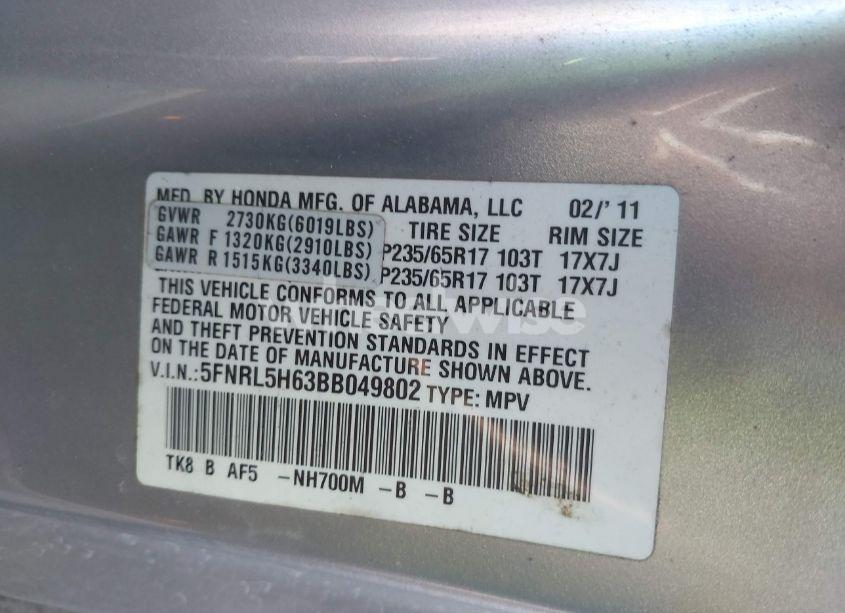 MFD. BY HONDA MFG. OF ALABAMA, LLC 02/' 11
GVWR 2730KG(6019LBS) TIRE SIZE RIM SIZE
GAWR F 1320KG(2910LBS) P235/65R17 103T 17X7J
GAWR R 1515KG(3340LBS) P235/65R17 103T 17X7J
THIS VEHICLE CONFORMS TO ALL APPLICABLE
FEDERAL MOTOR VEHICLE SAFETY
AND THEFT PREVENTION STANDARDS IN EFFECT
ON THE DATE OF MANUFACTURE SHOWN ABOVE.
V.I.N.:5FNRL5H63BB049802 TYPE: MPV
TK8 B AF5 -NH700M -B -B